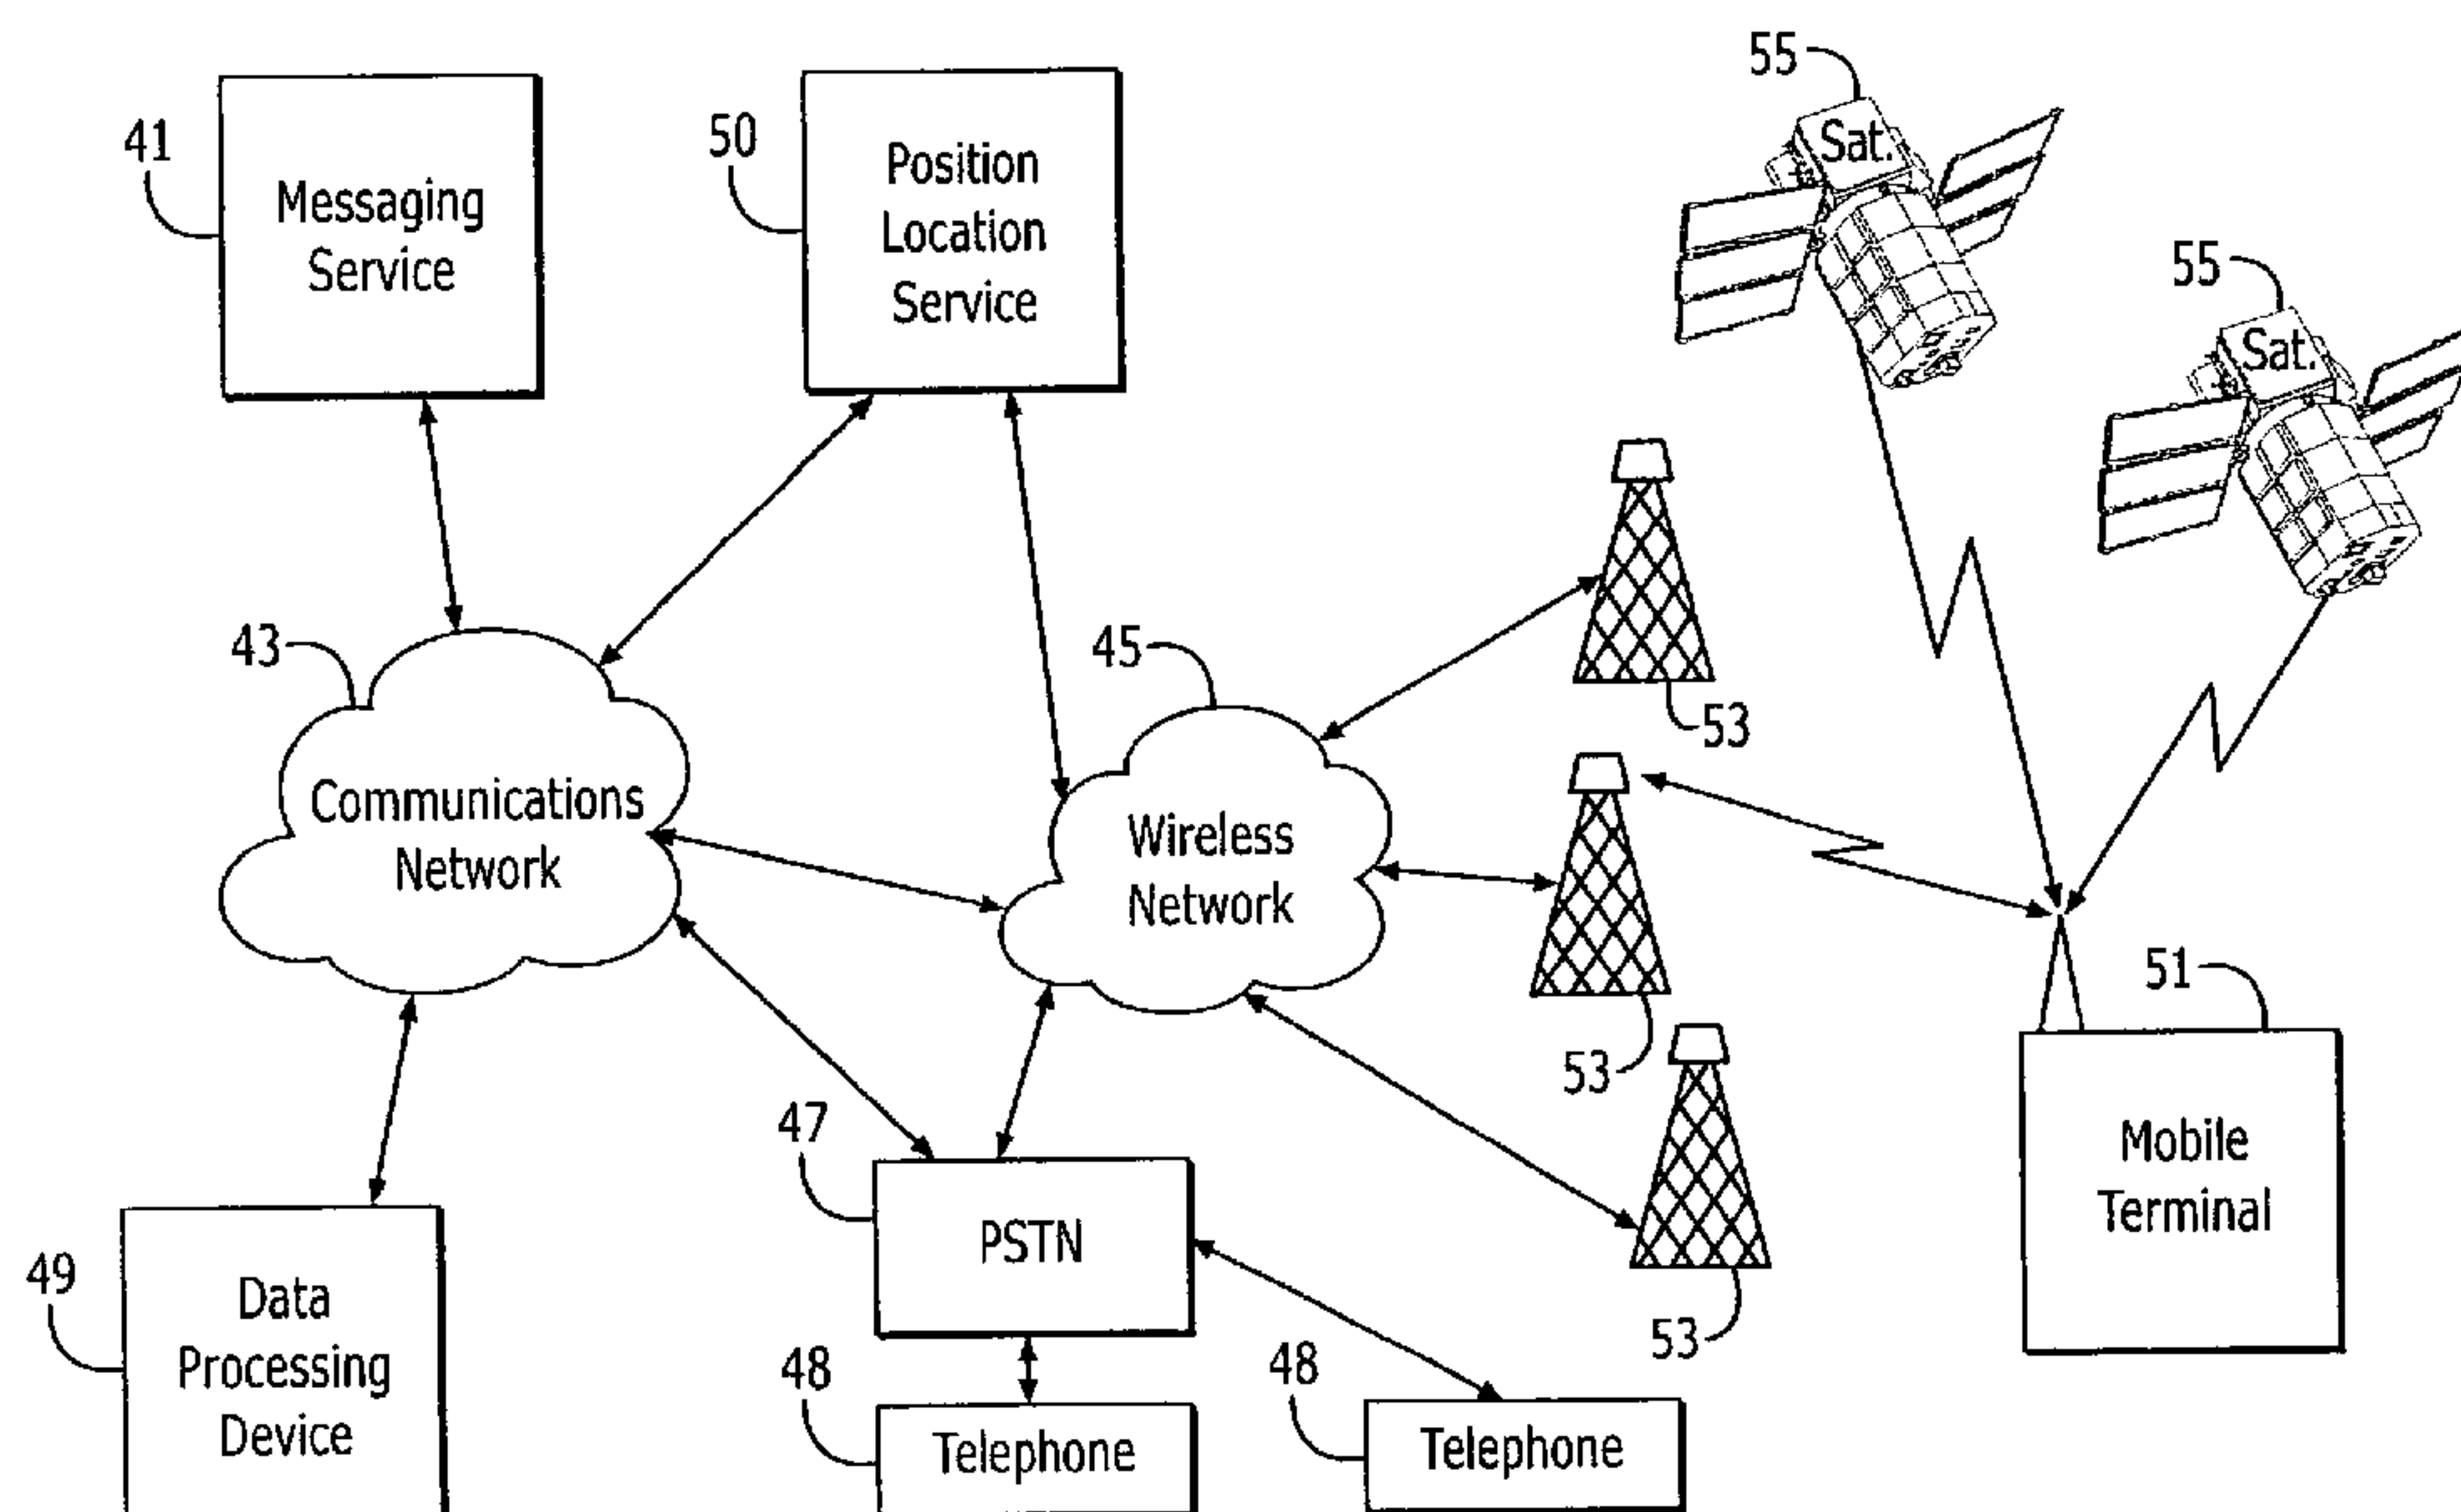 55
41
50
Sat.
Position
Messaging
Location
Service
Service
55
Sat.
43
45
53
Communications
Network
Wireless
Network
51
53
47
Mobile
Terminal
PSTN
49
Data
Processing
Device
53
48
48
Telephone
Telephone